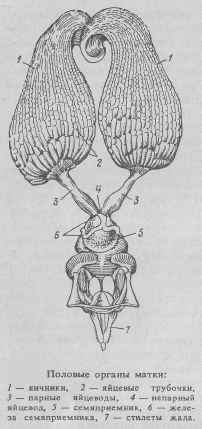 1
1
2
3
3
4
5
6
7
Половые органы матки:
1 — яичники, 2 — яйцевые трубочки,
3 — парные яйцеводы, 4 — непарный
яйцевод, 5 — семяприемник, 6 — желе-
за семяприемника, 7 — стилеты жала.